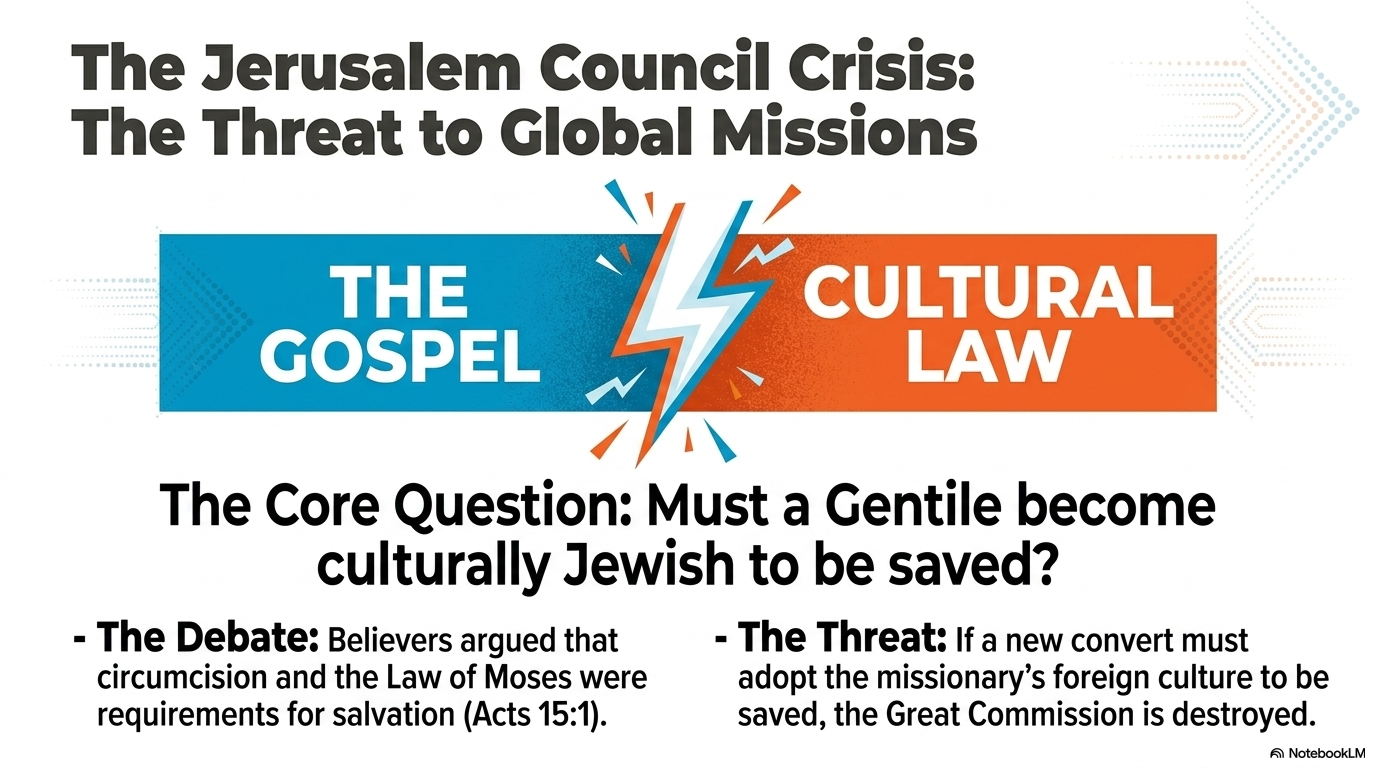 The Jerusalem Council Crisis:
The Threat to Global Missions
THE
GOSPEL
CULTURAL
LAW
The Core Question: Must a Gentile become
culturally Jewish to be saved?
- The Debate: Believers argued that
circumcision and the Law of Moses were
requirements for salvation (Acts 15:1).
- The Threat: If a new convert must
adopt the missionary’s foreign culture to be
saved, the Great Commission is destroyed.
NotebookLM